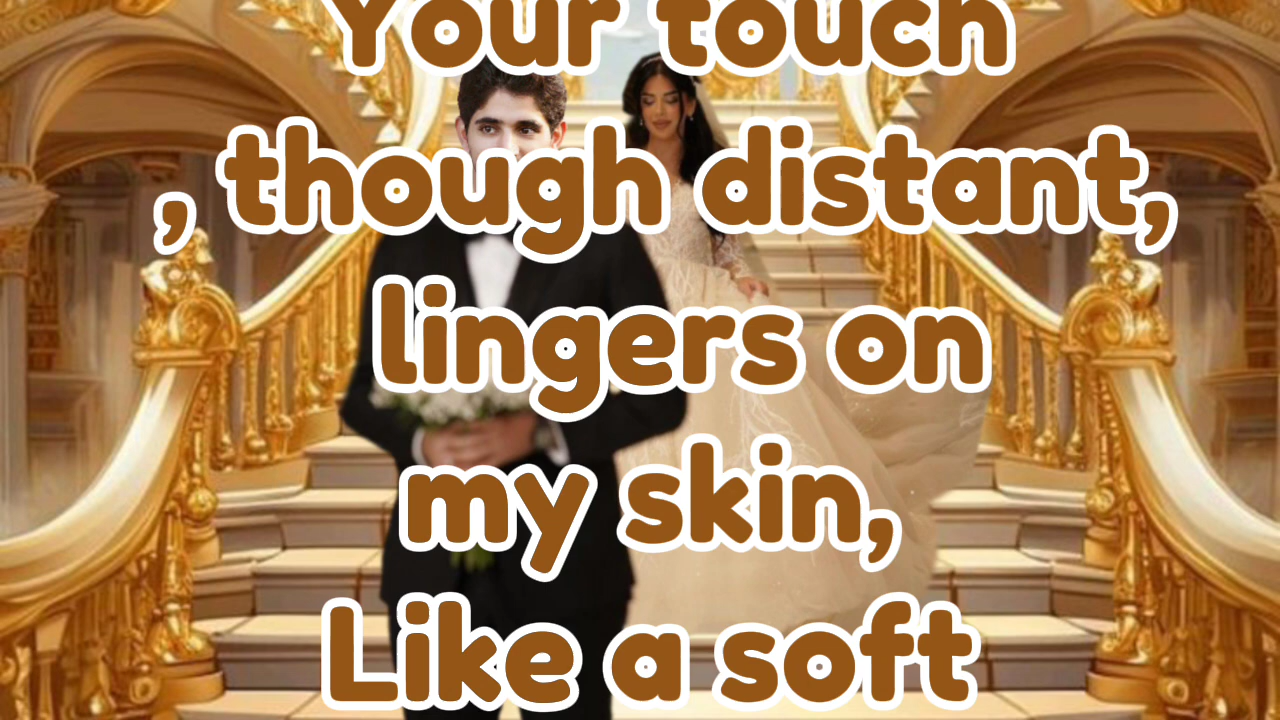 Your touch
, though distant,
lingers on
my skin,
Like a soft